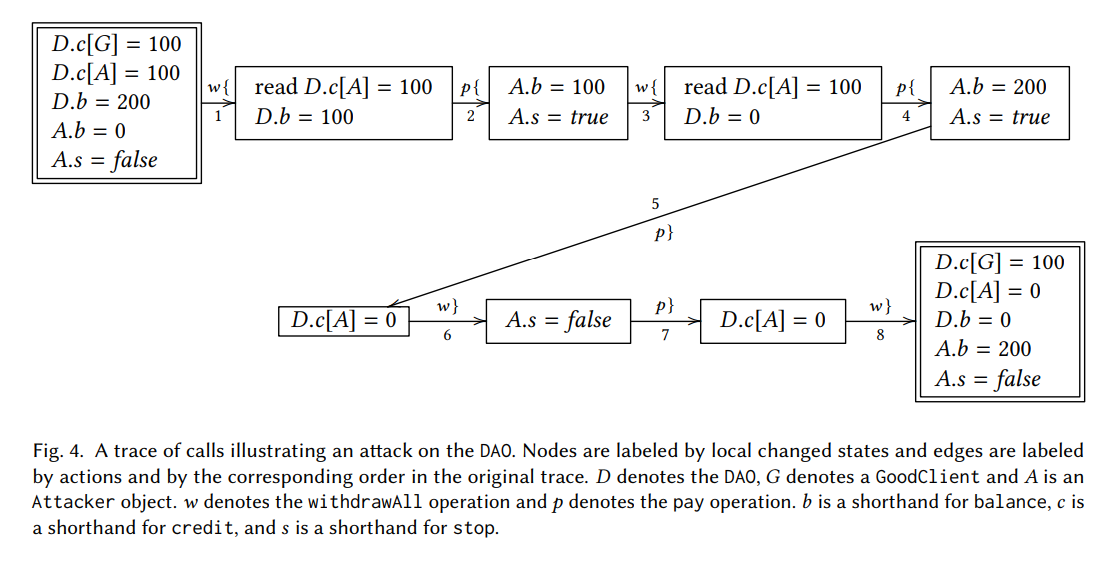 D.c[G] = 100
D.c[A] = 100
D.b = 200
A.b = 0
A.s = false
w{
1
read D.c[A] = 100
D.b = 100
p{
2
A.b = 100
A.s = true
w{
3
read D.c[A] = 100
D.b = 0
p{
4
A.b = 200
A.s = true
5
p}
D.c[A] = 0
w}
6
A.s = false
p}
7
D.c[A] = 0
w}
8
D.c[G] = 100
D.c[A] = 0
D.b = 0
A.b = 200
A.s = false
Fig. 4. A trace of calls illustrating an attack on the DAO. Nodes are labeled by local changed states and edges are labeled
by actions and by the corresponding order in the original trace. D denotes the DAO, G denotes a GoodClient and A is an
Attacker object. w denotes the withdrawAll operation and p denotes the pay operation. b is a shorthand for balance, c is
a shorthand for credit, and s is a shorthand for stop.